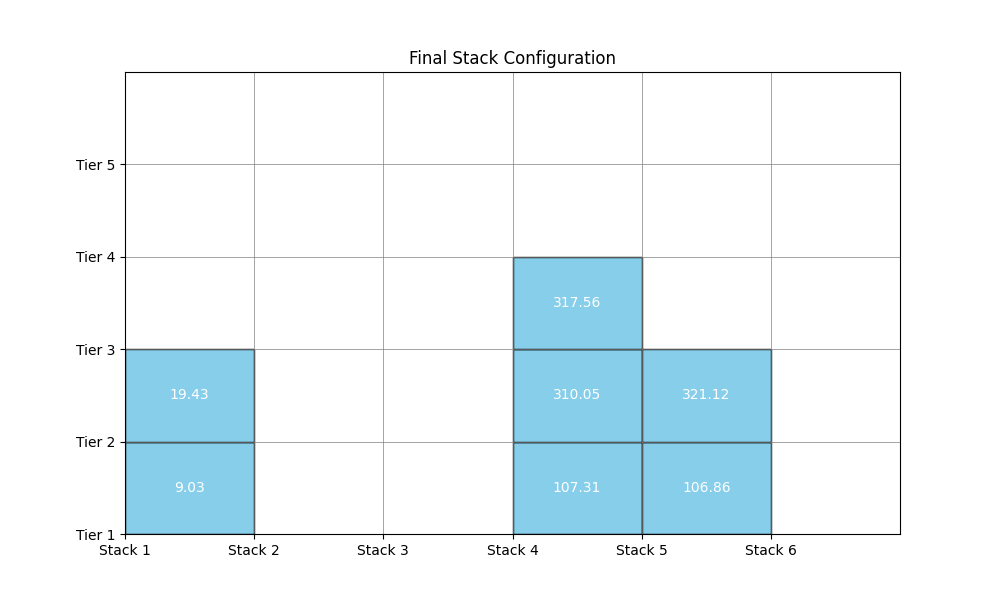 Final Stack Configuration
Tier 5
Tier 4
317.56
Tier 3
19.43 310.05 321.12
Tier 2
9.03 107.31 106.86
Tier 1
Stack 1 Stack 2 Stack 3 Stack 4 Stack 5 Stack 6